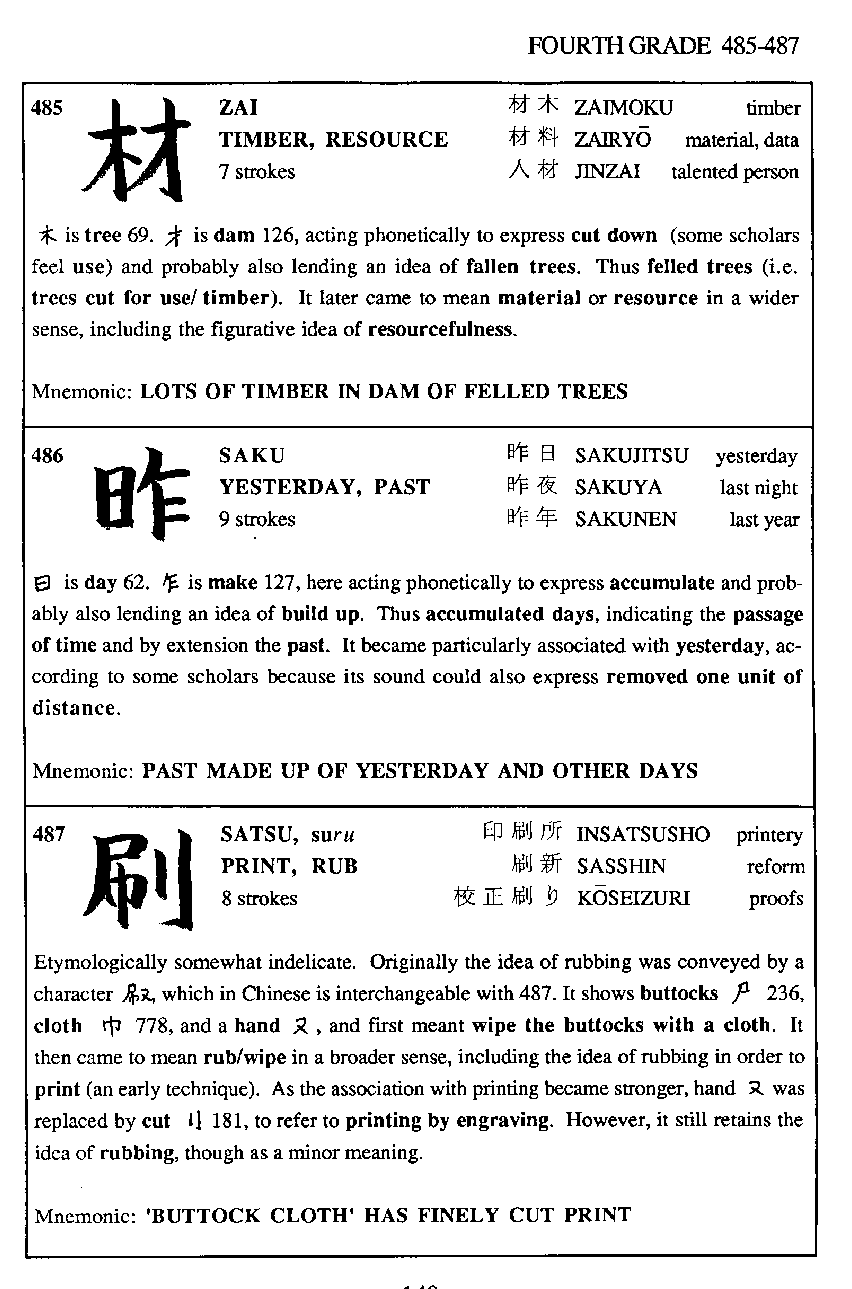 FOURTH GRADE 485-487
485 材 ZAI 材木 ZAIMOKU timber
TIMBER, RESOURCE 材料 ZAIRYŌ material, data
7 strokes 人材 JINZAI talented person
木 is tree 69. 才 is dam 126, acting phonetically to express cut down (some scholars
feel use) and probably also lending an idea of fallen trees. Thus felled trees (i.e.
trees cut for use/ timber). It later came to mean material or resource in a wider
sense, including the figurative idea of resourcefulness.
Mnemonic: LOTS OF TIMBER IN DAM OF FELLED TREES
486 昨 SAKU 昨日 SAKUJITSU yesterday
YESTERDAY, PAST 昨夜 SAKUYA last night
9 strokes 昨年 SAKUNEN last year
日 is day 62. 乍 is make 127, here acting phonetically to express accumulate and prob-
ably also lending an idea of build up. Thus accumulated days, indicating the passage
of time and by extension the past. It became particularly associated with yesterday, ac-
cording to some scholars because its sound could also express removed one unit of
distance.
Mnemonic: PAST MADE UP OF YESTERDAY AND OTHER DAYS
487 刷 SATSU, suru 印刷所 INSATSUSHO printery
PRINT, RUB 刷新 SASSHIN reform
8 strokes 校正刷り KŌSEIZURI proofs
Etymologically somewhat indelicate. Originally the idea of rubbing was conveyed by a
character 㕞, which in Chinese is interchangeable with 487. It shows buttocks 尸 236,
cloth 巾 778, and a hand 又, and first meant wipe the buttocks with a cloth. It
then came to mean rub/wipe in a broader sense, including the idea of rubbing in order to
print (an early technique). As the association with printing became stronger, hand 又 was
replaced by cut 刂 181, to refer to printing by engraving. However, it still retains the
idea of rubbing, though as a minor meaning.
Mnemonic: 'BUTTOCK CLOTH' HAS FINELY CUT PRINT